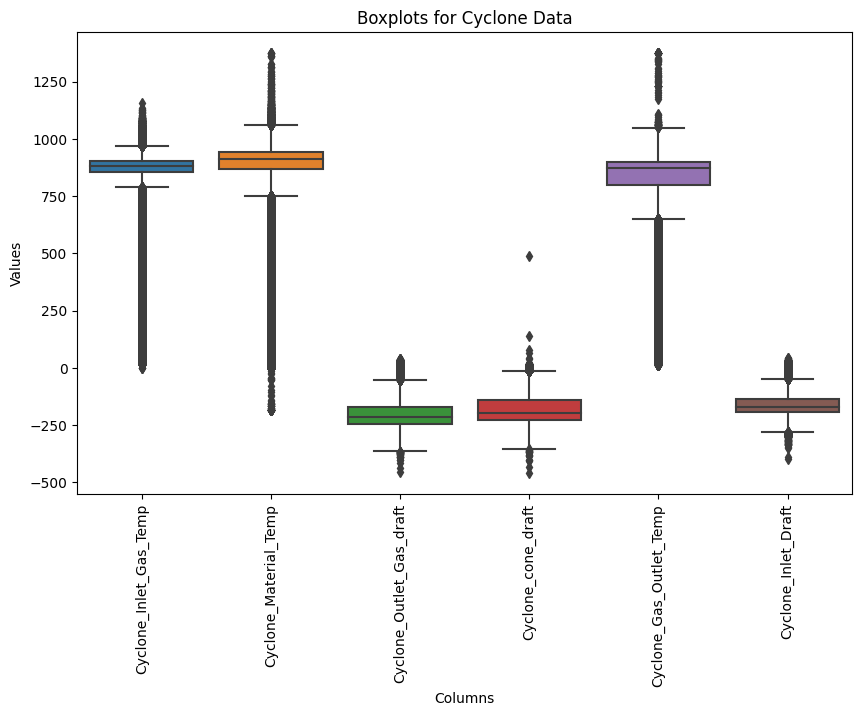 Boxplots for Cyclone Data
Values
1250
1000
750
500
250
0
−250
−500
Cyclone_Inlet_Gas_Temp
Cyclone_Material_Temp
Cyclone_Outlet_Gas_draft
Cyclone_cone_draft
Cyclone_Gas_Outlet_Temp
Cyclone_Inlet_Draft
Columns